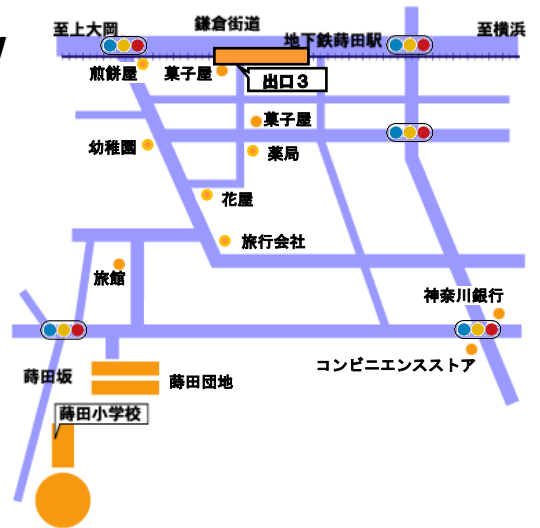 至上大岡
鎌倉街道
地下鉄蒔田駅
至横浜
煎餅屋
菓子屋
出口3
菓子屋
幼稚園
薬局
花屋
旅行会社
旅館
神奈川銀行
コンビニエンスストア
蒔田坂
蒔田団地
蒔田小学校